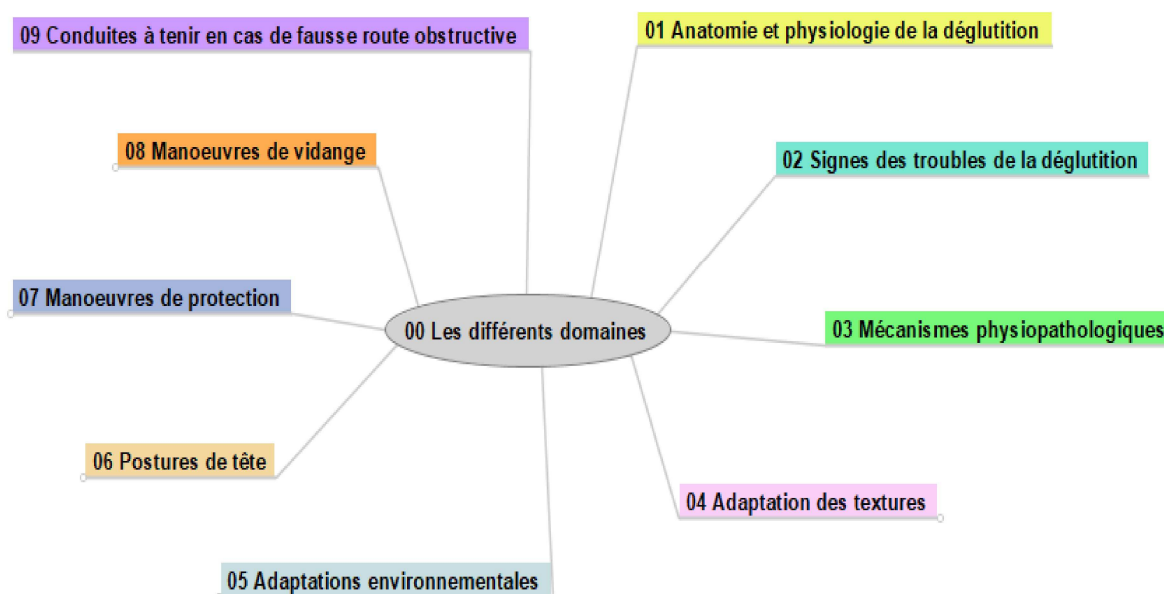 09 Conduites à tenir en cas de fausse route obstructive
01 Anatomie et physiologie de la déglutition
08 Manoeuvres de vidange
02 Signes des troubles de la déglutition
07 Manoeuvres de protection
00 Les différents domaines
03 Mécanismes physiopathologiques
06 Postures de tête
04 Adaptation des textures
05 Adaptations environnementales